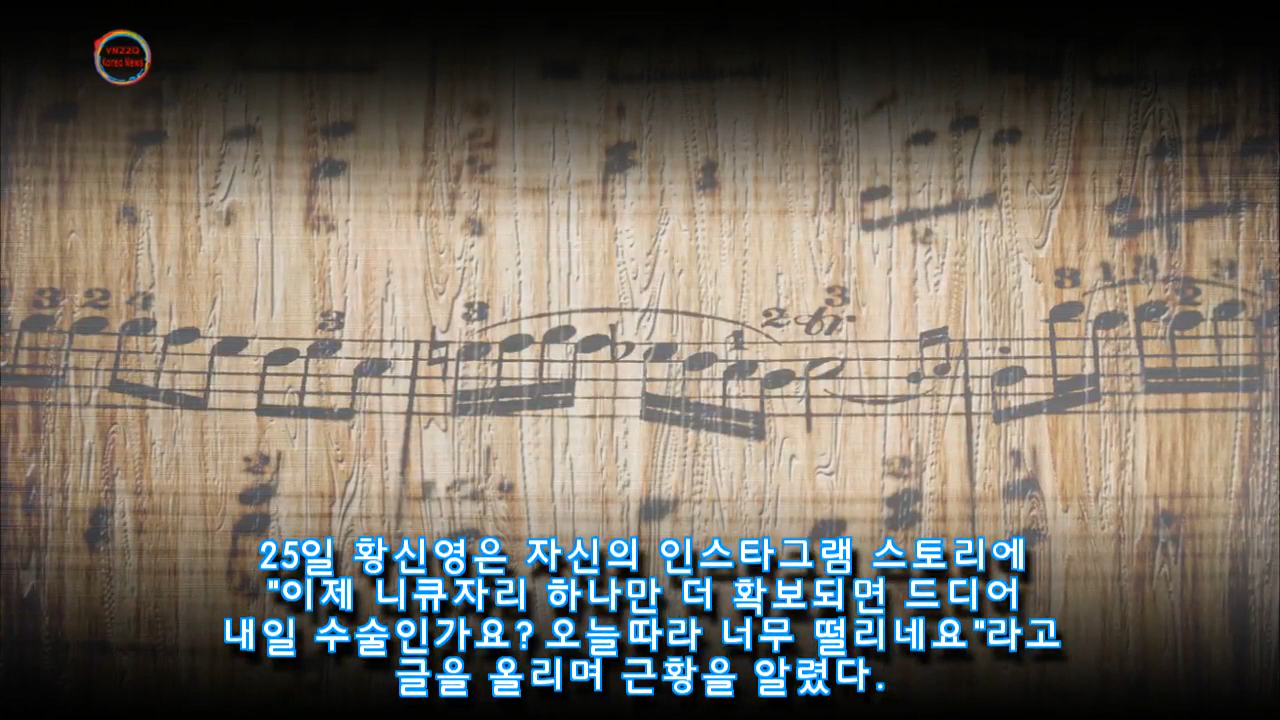 YN22Q
Korea News
25일 황신영은 자신의 인스타그램 스토리에
"이제 니큐자리 하나만 더 확보되면 드디어
내일 수술인가요? 오늘따라 너무 떨리네요"라고
글을 올리며 근황을 알렸다.